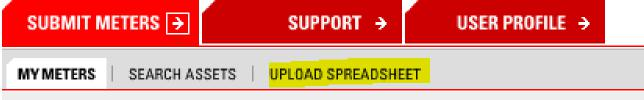 SUBMIT METERS SUPPORT USER PROFILE
MY METERS | SEARCH ASSETS | UPLOAD SPREADSHEET